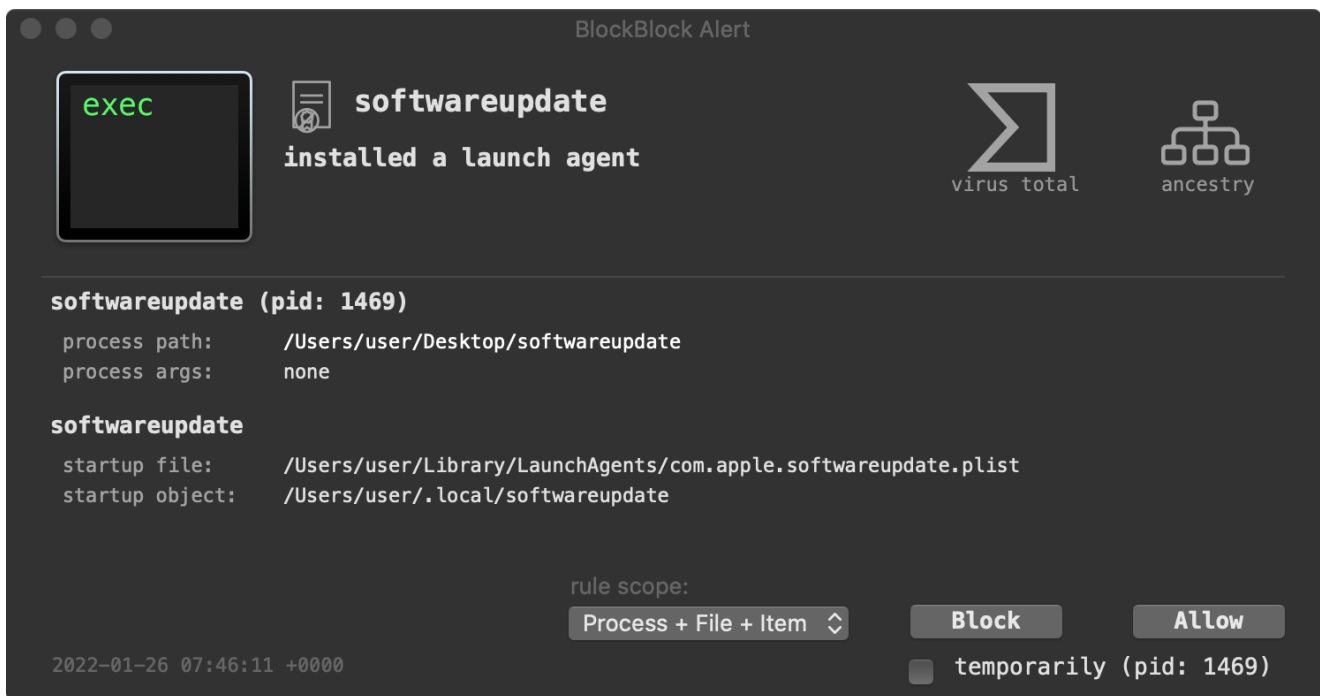 BlockBlock Alert
exec
softwareupdate
installed a launch agent
virus total
ancestry
softwareupdate (pid: 1469)
process path: /Users/user/Desktop/softwareupdate
process args: none
softwareupdate
startup file: /Users/user/Library/LaunchAgents/com.apple.softwareupdate.plist
startup object: /Users/user/.local/softwareupdate
rule scope:
Process + File + Item
Block
Allow
2022-01-26 07:46:11 +0000
temporarily (pid: 1469)